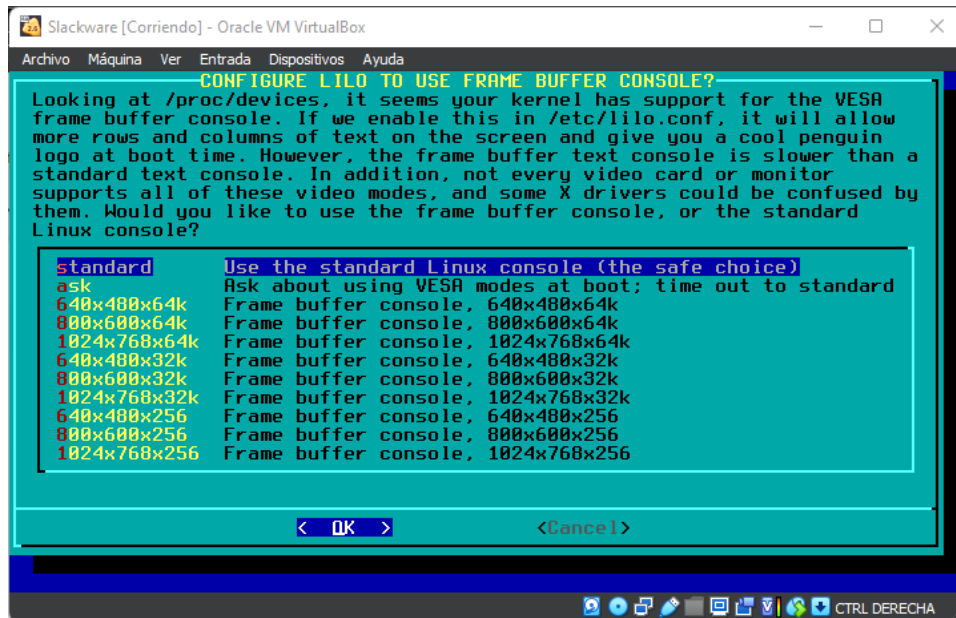 Slackware [Corriendo] - Oracle VM VirtualBox
Archivo Máquina Ver Entrada Dispositivos Ayuda
CONFIGURE LILO TO USE FRAME BUFFER CONSOLE?
Looking at /proc/devices, it seems your kernel has support for the VESA
frame buffer console. If we enable this in /etc/lilo.conf, it will allow
more rows and columns of text on the screen and give you a cool penguin
logo at boot time. However, the frame buffer text console is slower than a
standard text console. In addition, not every video card or monitor
supports all of these video modes, and some X drivers could be confused by
them. Would you like to use the frame buffer console, or the standard
Linux console?
standard Use the standard Linux console (the safe choice)
ask Ask about using VESA modes at boot; time out to standard
640x480x64k Frame buffer console, 640x480x64k
800x600x64k Frame buffer console, 800x600x64k
1024x768x64k Frame buffer console, 1024x768x64k
640x480x32k Frame buffer console, 640x480x32k
800x600x32k Frame buffer console, 800x600x32k
1024x768x32k Frame buffer console, 1024x768x32k
640x480x256 Frame buffer console, 640x480x256
800x600x256 Frame buffer console, 800x600x256
1024x768x256 Frame buffer console, 1024x768x256
< OK > <Cancel>
CTRL DERECHA